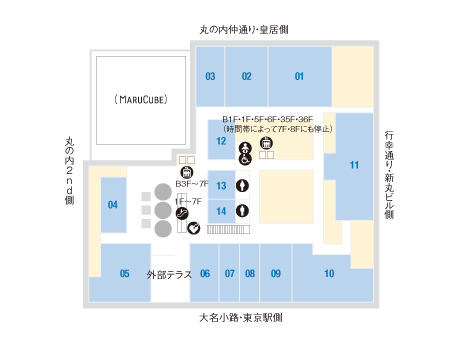 丸の内仲通り・皇居側
03
02
01
(MARUCUBE)
B1F・1F・5F・6F・35F・36F
(時間帯によって7F・8Fにも停止)
12
丸の内2nd側
行幸通り・新丸ビル側
11
B3F～7F
13
1F～7F
04
14
05
外部テラス
06
07
08
09
10
大名小路・東京駅側